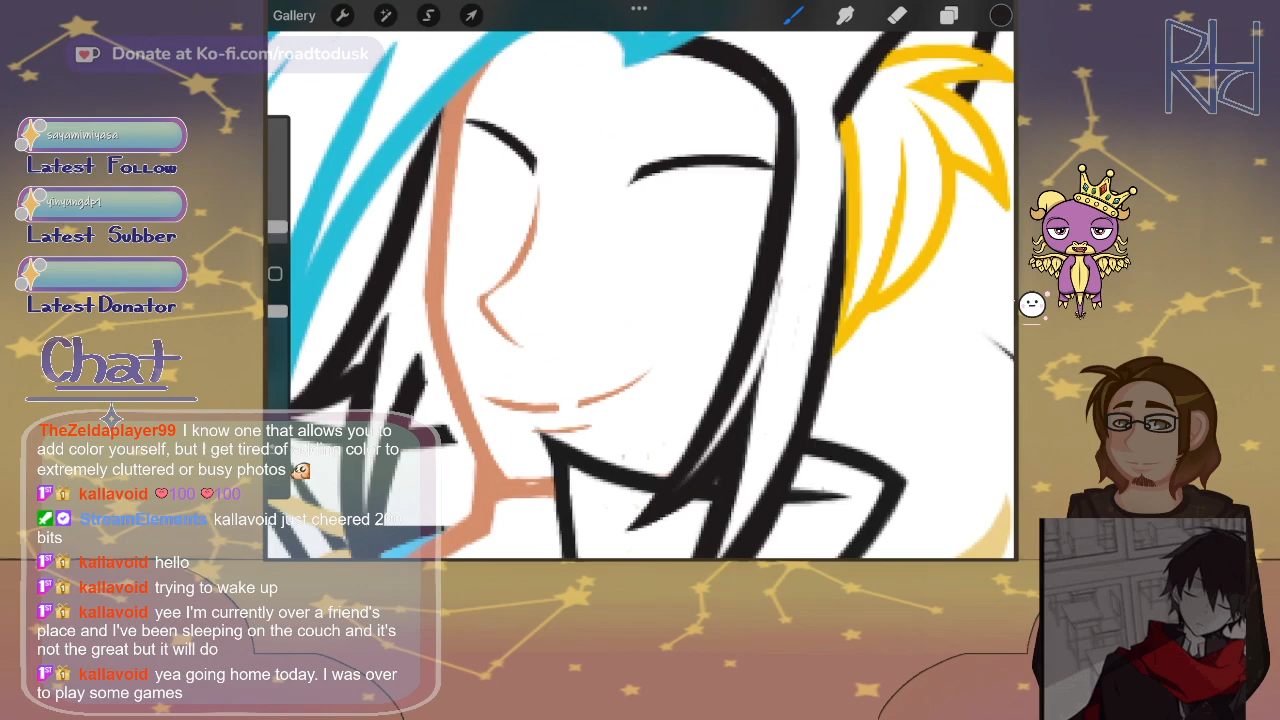 Gallery
Donate at Ko-fi.com/roadtodusk
sayamimiyasa
Latest Follow
yinyangdp1
Latest Subber
Latest Donator
Chat
TheZeldaplayer99 I know one that allows you to
add color yourself, but I get tired of adding color to
extremely cluttered or busy photos
kallavoid 100 100
StreamElements kallavoid just cheered 200
bits
kallavoid hello
kallavoid trying to wake up
kallavoid yee I'm currently over a friend's
place and I've been sleeping on the couch and it's
not the great but it will do
kallavoid yea going home today. I was over
to play some games